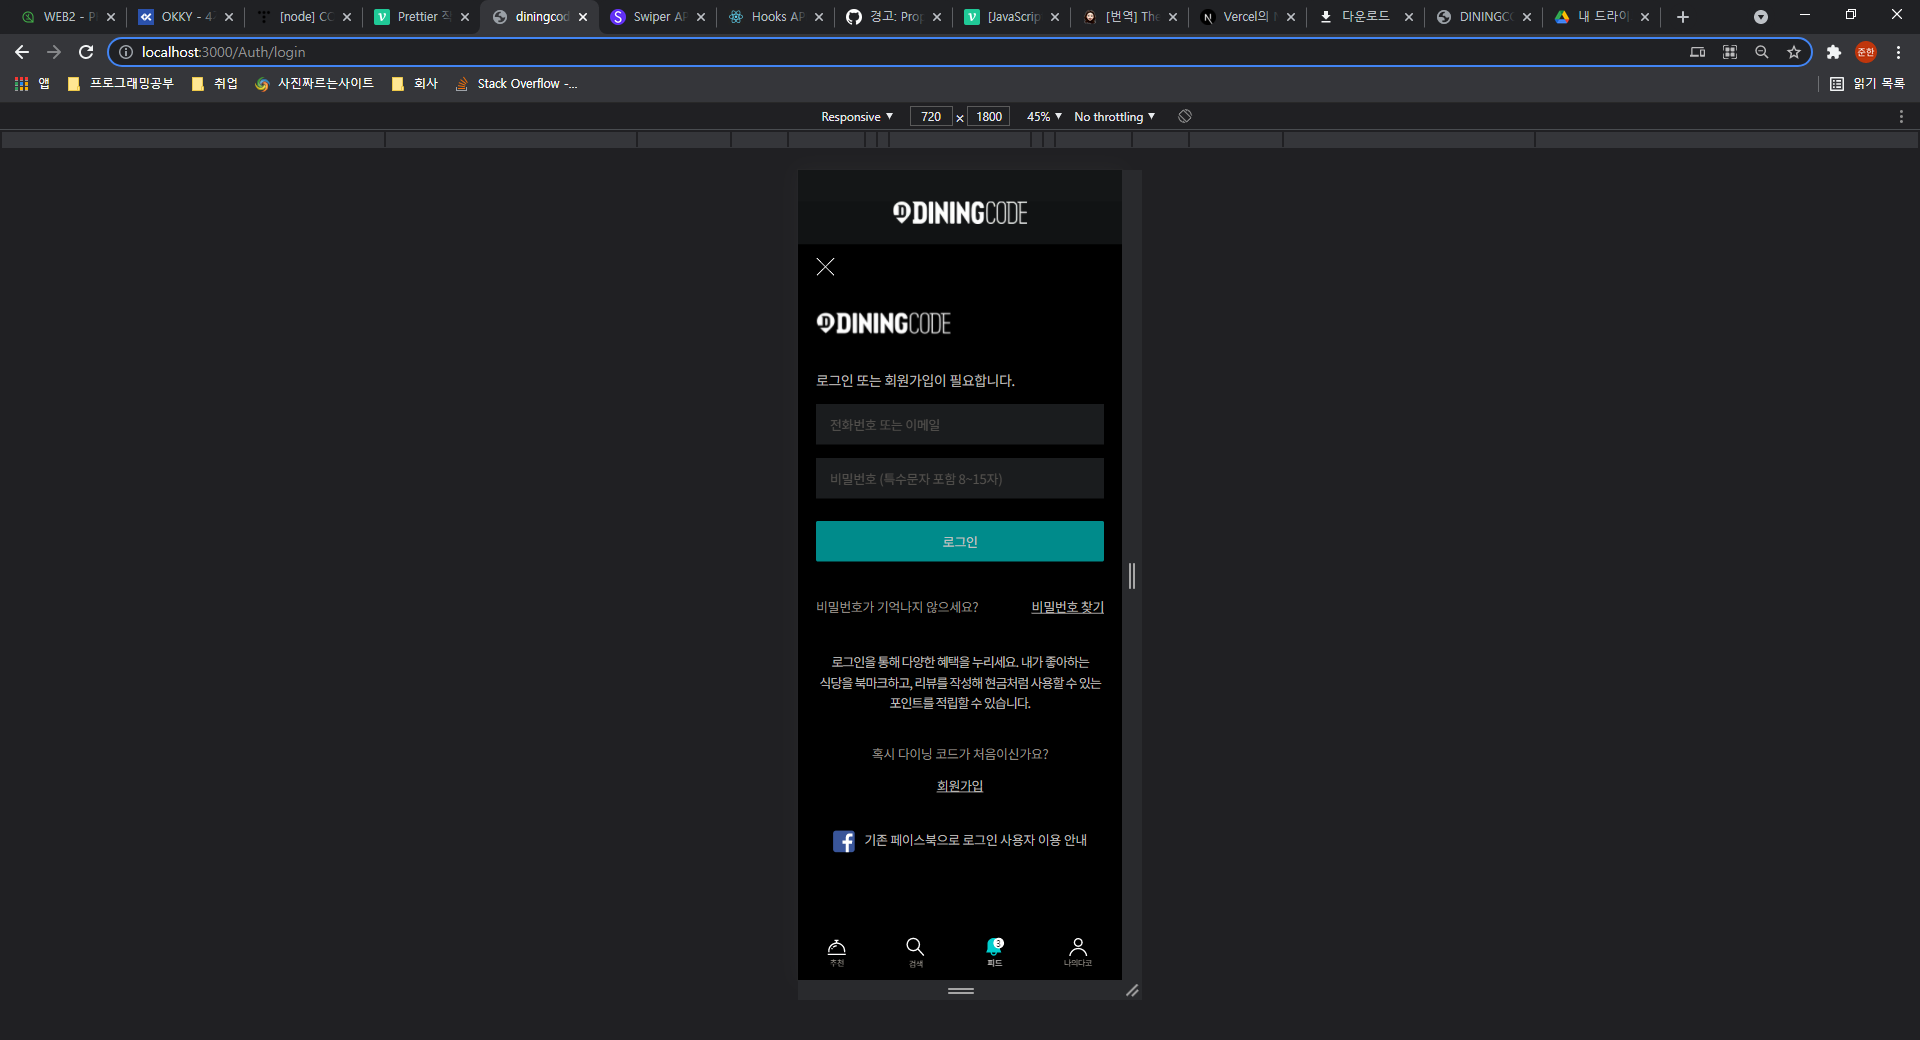 WEB2 - P
OKKY - 4
[node] CC
Prettier 적
diningcod
Swiper AP
Hooks AP
경고: Prop
[JavaScrip
[번역] The
Vercel의 N
다운로드
DININGCO
내 드라이
localhost:3000/Auth/login
준한
앱
프로그래밍공부
취업
사진짜르는사이트
회사
Stack Overflow -...
읽기 목록
Responsive 720 × 1800 45% No throttling
DININGCODE
DININGCODE
로그인 또는 회원가입이 필요합니다.
전화번호 또는 이메일
비밀번호 (특수문자 포함 8~15자)
로그인
비밀번호가 기억나지 않으세요? 비밀번호 찾기
로그인을 통해 다양한 혜택을 누리세요. 내가 좋아하는
식당을 북마크하고, 리뷰를 작성해 현금처럼 사용할 수 있는
포인트를 적립할 수 있습니다.
혹시 다이닝 코드가 처음이신가요?
회원가입
기존 페이스북으로 로그인 사용자 이용 안내
추천 검색 피드 나의다코